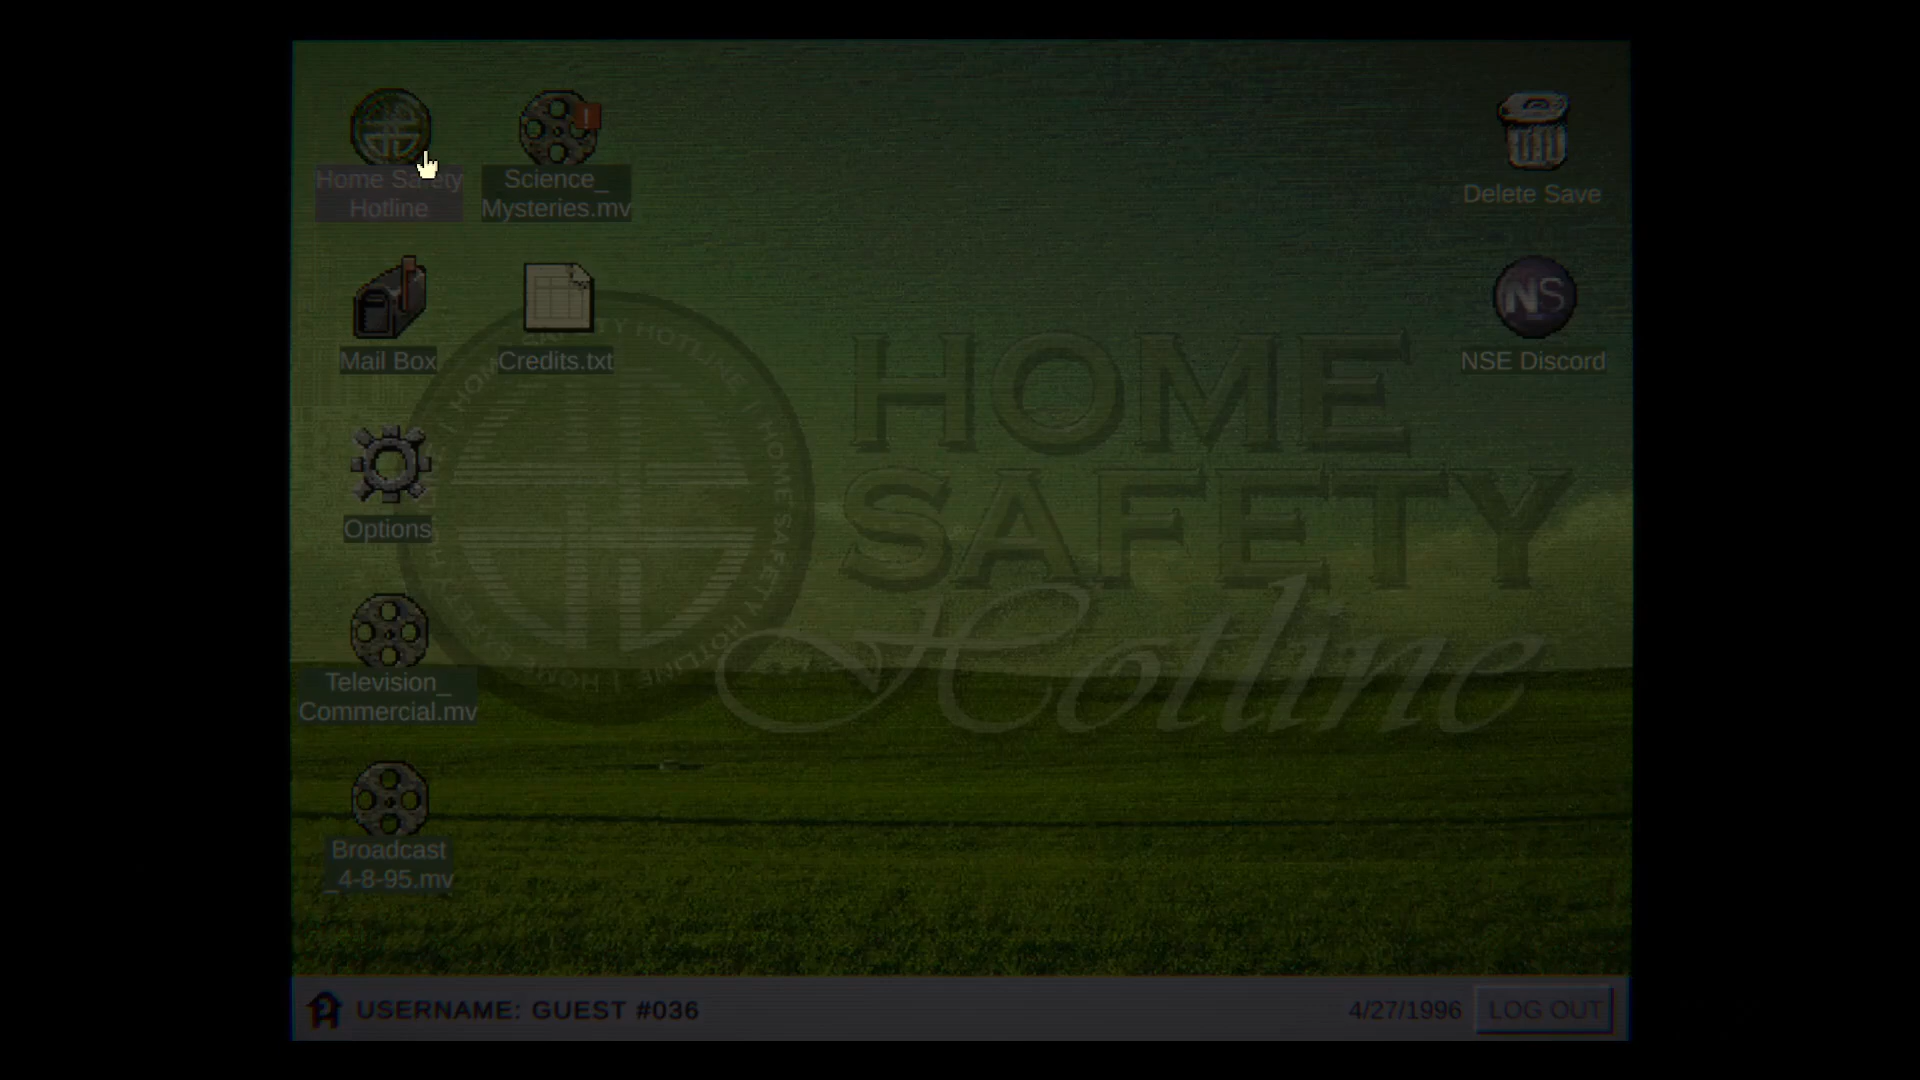 Home Safety
Hotline
Science_
Mysteries.mv
Delete Save
Mail Box
Credits.txt
NS
NSE Discord
HOME
SAFETY
Hotline
Options
Television_
Commercial.mv
Broadcast
_4-8-95.mv
USERNAME: GUEST #036
4/27/1996
LOG OUT